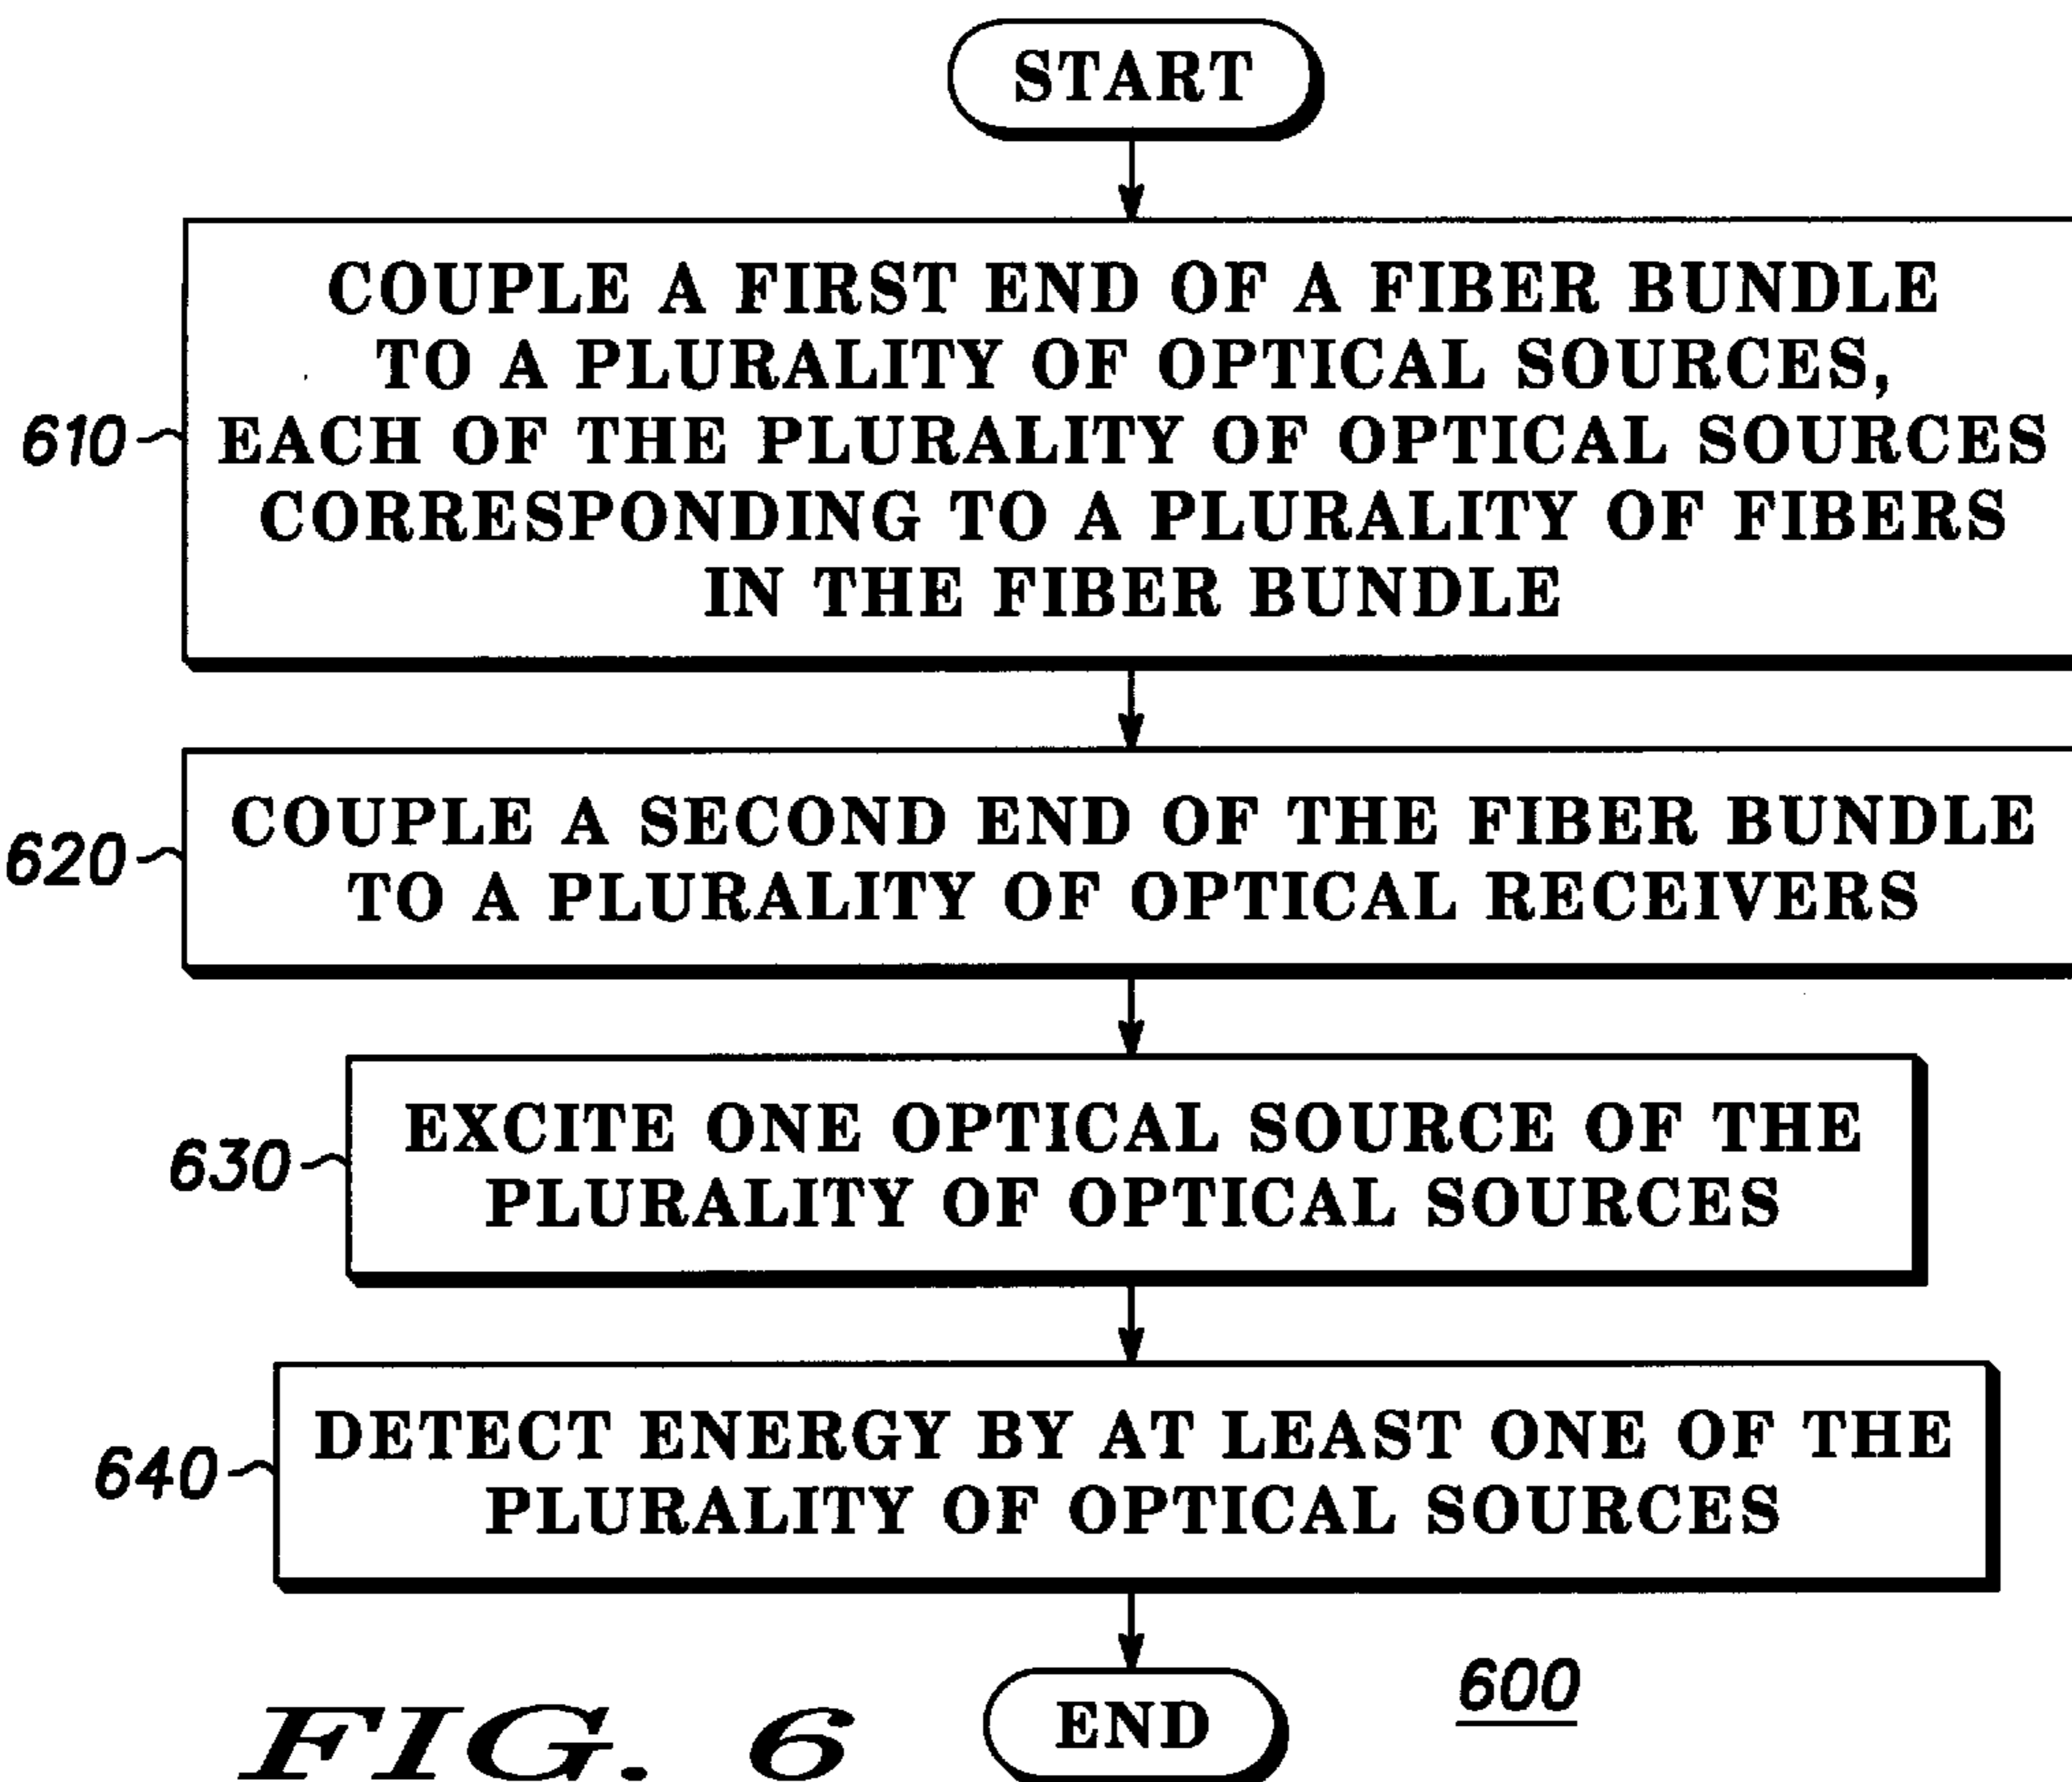 START
COUPLE A FIRST END OF A FIBER BUNDLE
TO A PLURALITY OF OPTICAL SOURCES,
610 EACH OF THE PLURALITY OF OPTICAL SOURCES
CORRESPONDING TO A PLURALITY OF FIBERS
IN THE FIBER BUNDLE
620 COUPLE A SECOND END OF THE FIBER BUNDLE
TO A PLURALITY OF OPTICAL RECEIVERS
630 EXCITE ONE OPTICAL SOURCE OF THE
PLURALITY OF OPTICAL SOURCES
640 DETECT ENERGY BY AT LEAST ONE OF THE
PLURALITY OF OPTICAL SOURCES
END
600
FIG. 6